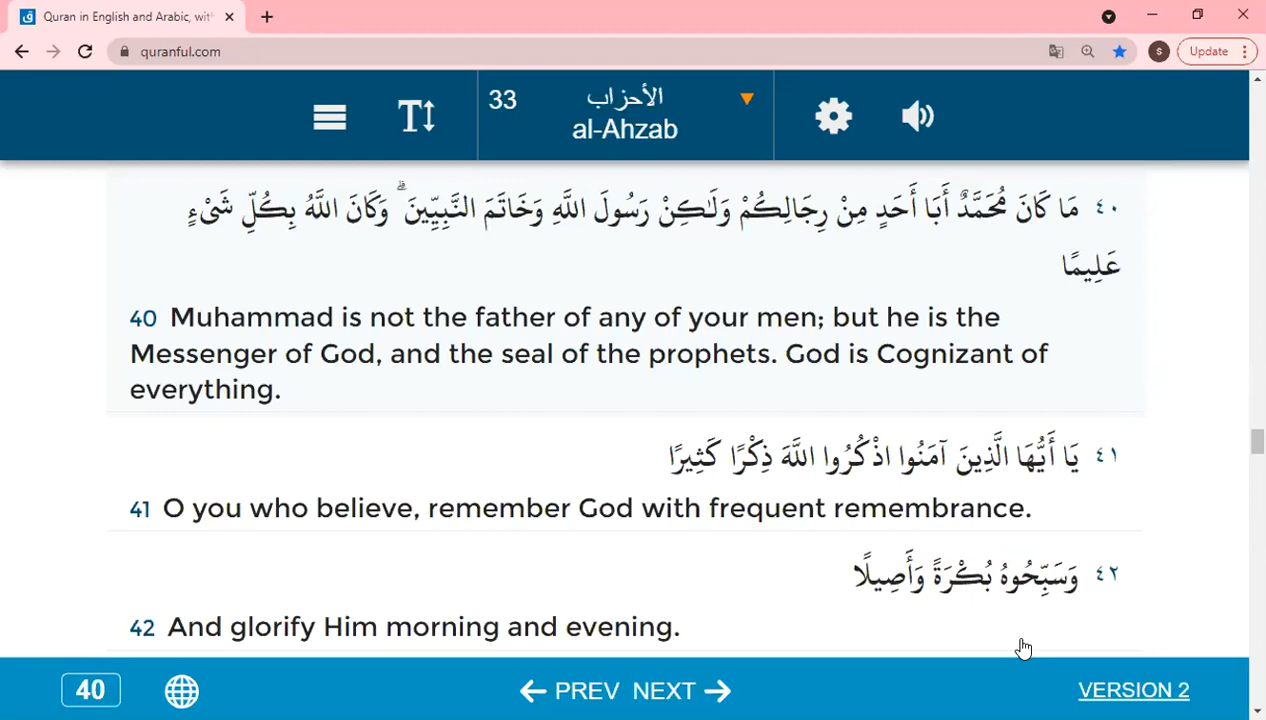 Quran in English and Arabic, wit
quranful.com
S
Update
33
الأحزاب
al-Ahzab
٤٠ مَا كَانَ مُحَمَّدٌ أَبَا أَحَدٍ مِنْ رِجَالِكُمْ وَلَٰكِنْ رَسُولَ اللَّهِ وَخَاتَمَ النَّبِيِّينَ ۗ وَكَانَ اللَّهُ بِكُلِّ شَيْءٍ
عَلِيمًا
40 Muhammad is not the father of any of your men; but he is the
Messenger of God, and the seal of the prophets. God is Cognizant of
everything.
٤١ يَا أَيُّهَا الَّذِينَ آمَنُوا اذْكُرُوا اللَّهَ ذِكْرًا كَثِيرًا
41 O you who believe, remember God with frequent remembrance.
٤٢ وَسَبِّحُوهُ بُكْرَةً وَأَصِيلًا
42 And glorify Him morning and evening.
40
PREV NEXT
VERSION 2